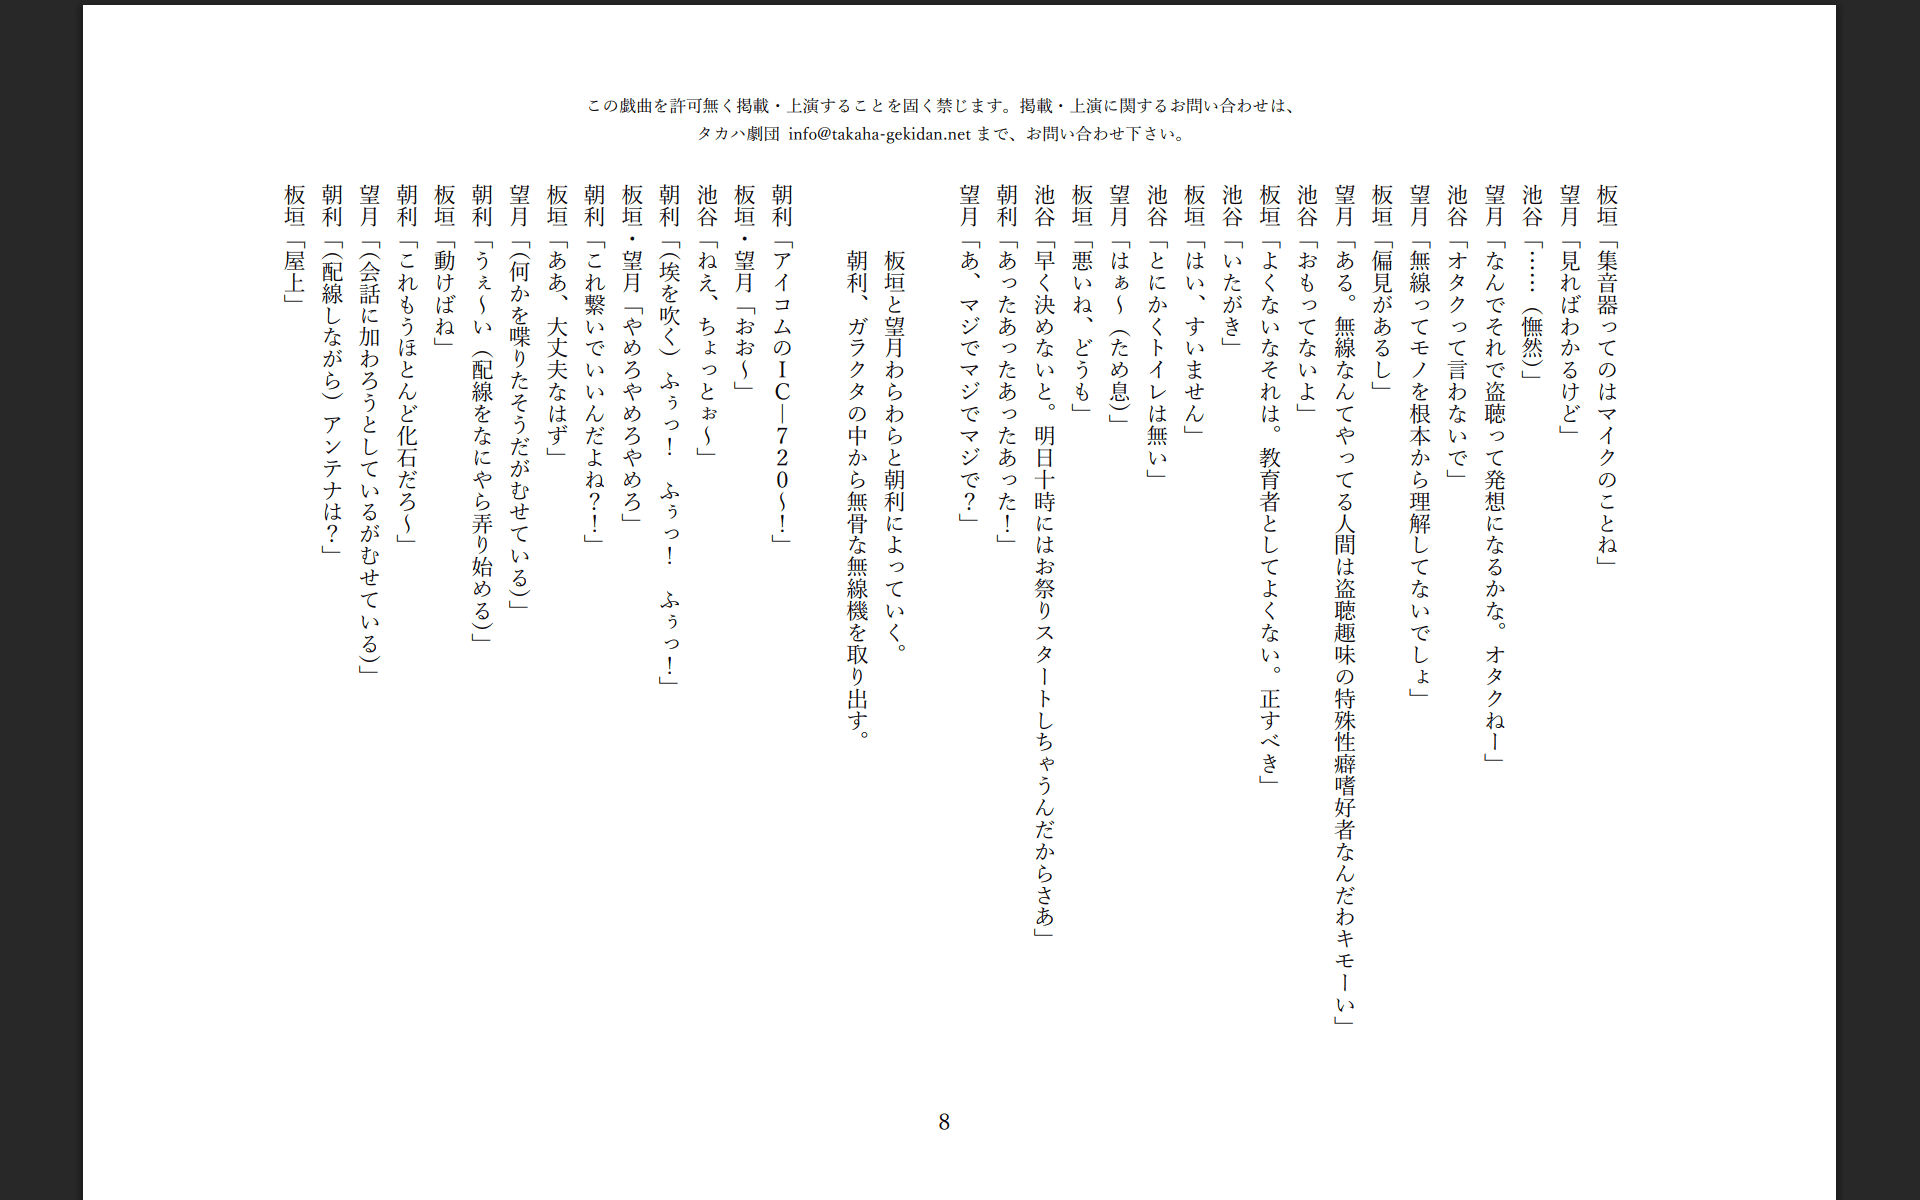 この戯曲を許可無く掲載・上演することを固く禁じます。掲載・上演に関するお問い合わせは、
タカハ劇団 info@takaha-gekidan.net まで、お問い合わせ下さい。
板垣「集音器ってのはマイクのことね」
望月「見ればわかるけど」
池谷「……（憮然）」
望月「なんでそれで盗聴って発想になるかな。オタクねー」
池谷「オタクって言わないで」
望月「無線ってモノを根本から理解してないでしょ」
板垣「偏見があるし」
望月「ある。無線なんてやってる人間は盗聴趣味の特殊性癖嗜好者なんだわキモーい」
池谷「おもってないよ」
板垣「よくないなそれは。教育者としてよくない。正すべき」
池谷「いたがき」
板垣「はい、すいません」
池谷「とにかくトイレは無い」
望月「はぁ～（ため息）」
板垣「悪いね、どうも」
池谷「早く決めないと。明日十時にはお祭りスタートしちゃうんだからさあ」
朝利「あったあったあったあったあった！」
望月「あ、マジでマジでマジで？」
板垣と望月わらわらと朝利によっていく。
朝利、ガラクタの中から無骨な無線機を取り出す。
朝利「アイコムのＩＣ―７２０～！」
板垣・望月「おお～」
池谷「ねえ、ちょっとぉ～」
朝利「（埃を吹く）ふぅっ！　ふぅっ！　ふぅっ！」
板垣・望月「やめろやめろやめろ」
朝利「これ繋いでいいんだよね？！」
板垣「ああ、大丈夫なはず」
望月「（何かを喋りたそうだがむせている）」
朝利「うぇ～い（配線をなにやら弄り始める）」
板垣「動けばね」
朝利「これもうほとんど化石だろ～」
望月「（会話に加わろうとしているがむせている）」
朝利「（配線しながら）アンテナは？」
板垣「屋上」
8